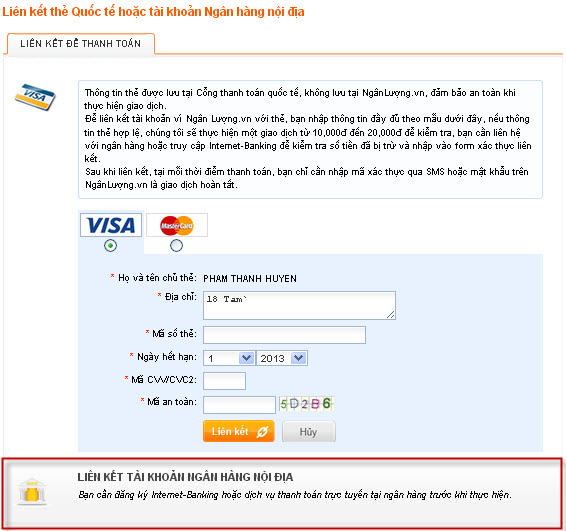 Liên kết thẻ Quốc tế hoặc tài khoản Ngân hàng nội địa
LIÊN KẾT ĐỂ THANH TOÁN
VISA
Thông tin thẻ được lưu tại Cổng thanh toán quốc tế, không lưu tại NgânLượng.vn, đảm bảo an toàn khi
thực hiện giao dịch.
Để liên kết tài khoản ví Ngân Lượng.vn với thẻ, bạn nhập thông tin đầy đủ theo mẫu dưới đây, nếu thông
tin thẻ hợp lệ, chúng tôi sẽ thực hiện một giao dịch từ 10,000đ đến 20,000đ để kiểm tra, bạn cần liên hệ
với ngân hàng hoặc truy cập Internet-Banking để kiểm tra số tiền đã bị trừ và nhập vào form xác thực liên
kết.
Sau khi liên kết, tại mỗi thời điểm thanh toán, bạn chỉ cần nhập mã xác thực qua SMS hoặc mật khẩu trên
NgânLượng.vn là giao dịch hoàn tất.
VISA MasterCard
* Họ và tên chủ thẻ: PHAM THANH HUYEN
* Địa chỉ: 18 Tam`
* Mã số thẻ:
* Ngày hết hạn: 1 2013
* Mã CVV/CVC2:
* Mã an toàn: 5D2B6
Liên kết Hủy
LIÊN KẾT TÀI KHOẢN NGÂN HÀNG NỘI ĐỊA
Bạn cần đăng ký Internet-Banking hoặc dịch vụ thanh toán trực tuyến tại ngân hàng trước khi thực hiện.